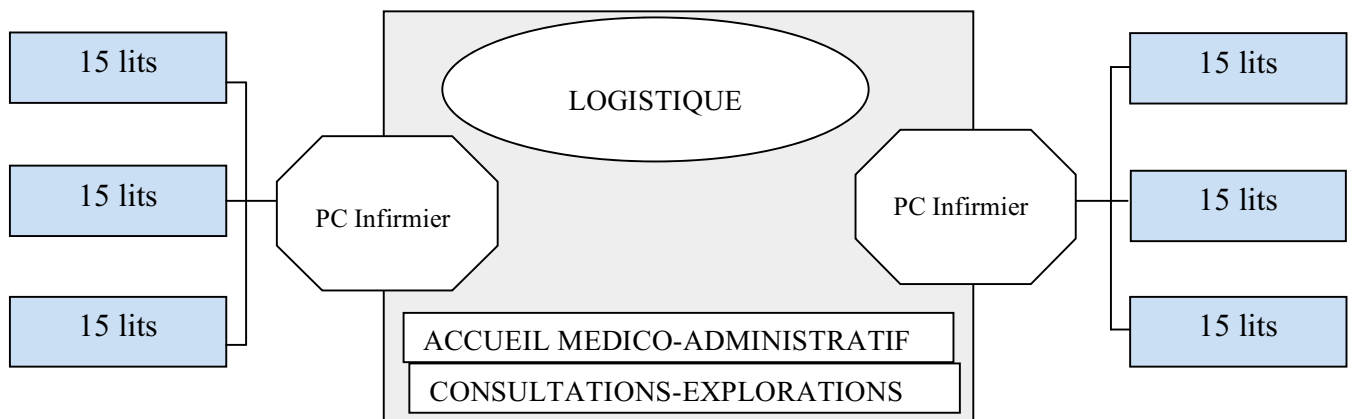 15 lits
15 lits
15 lits
PC Infirmier
LOGISTIQUE
ACCUEIL MEDICO-ADMINISTRATIF
CONSULTATIONS-EXPLORATIONS
PC Infirmier
15 lits
15 lits
15 lits